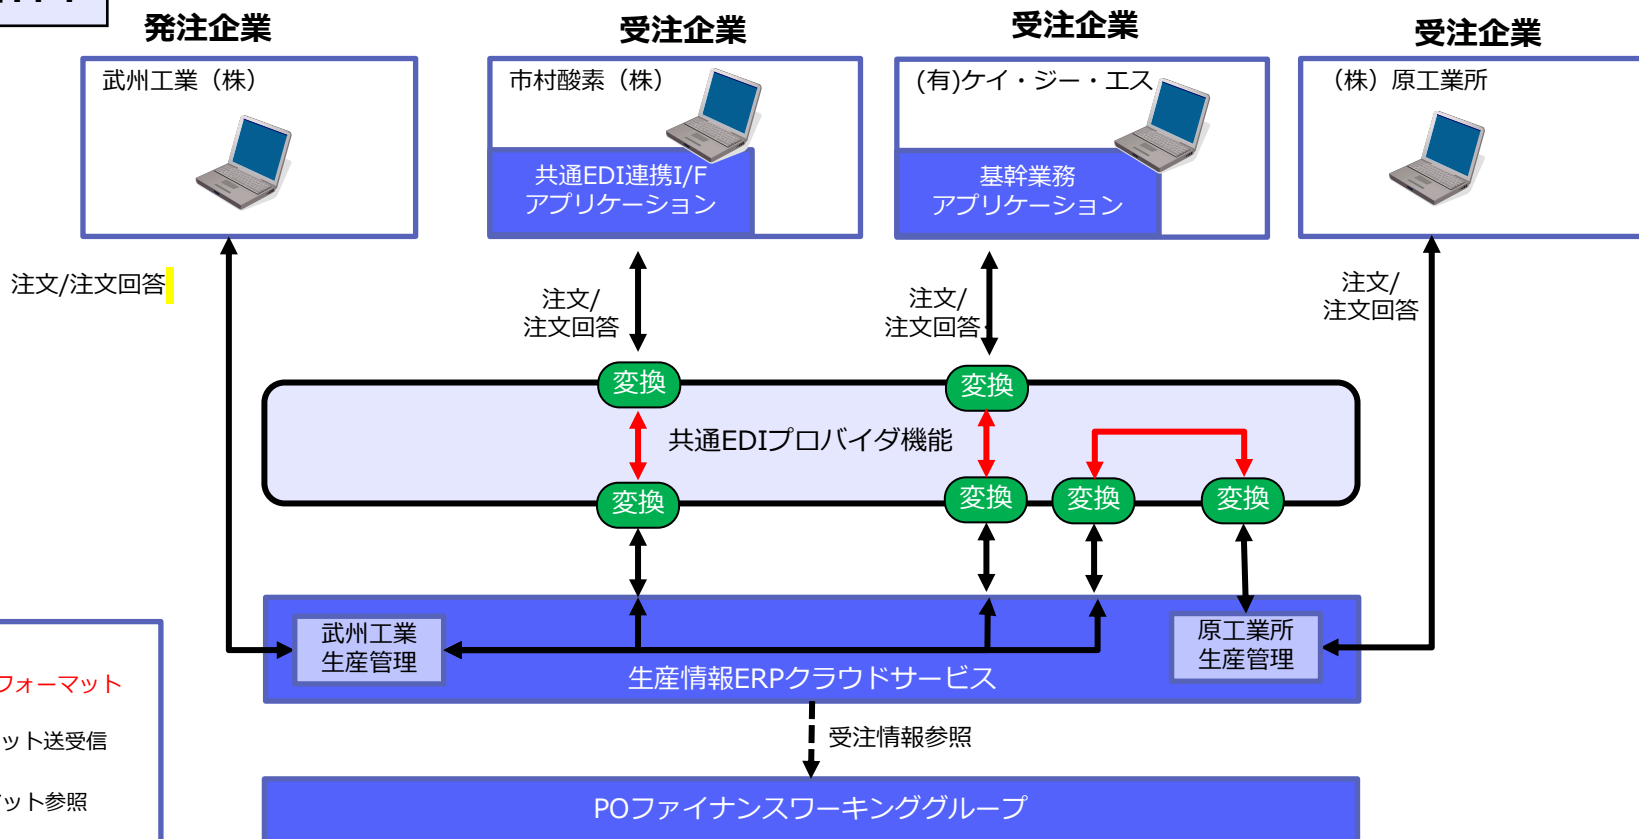 発注企業
受注企業
受注企業
受注企業
武州工業（株）
市村酸素（株）
(有)ケイ・ジー・エス
（株）原工業所
共通EDI連携I/F
アプリケーション
基幹業務
アプリケーション
注文/注文回答
注文/
注文回答
注文/
注文回答
注文/
注文回答
変換
変換
共通EDIプロバイダ機能
変換
変換
変換
変換
武州工業
生産管理
原工業所
生産管理
生産情報ERPクラウドサービス
フォーマット
ット送受信
ット参照
受注情報参照
POファイナンスワーキンググループ